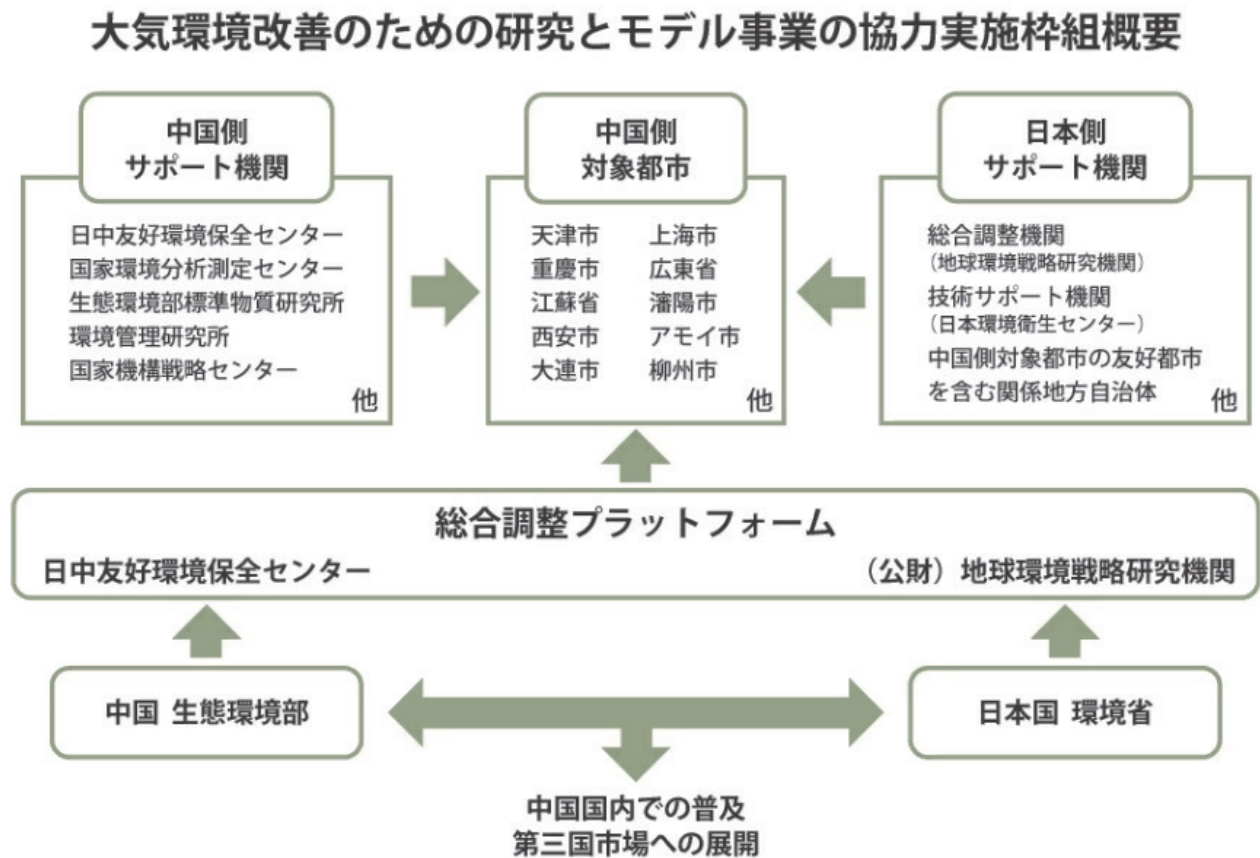 大気環境改善のための研究とモデル事業の協力実施枠組概要
中国側
サポート機関
日中友好環境保全センター
国家環境分析測定センター
生態環境部標準物質研究所
環境管理研究所
国家機構戦略センター
他
中国側
対象都市
天津市 上海市
重慶市 広東省
江蘇省 瀋陽市
西安市 アモイ市
大連市 柳州市
他
日本側
サポート機関
総合調整機関
（地球環境戦略研究機関）
技術サポート機関
（日本環境衛生センター）
中国側対象都市の友好都市
を含む関係地方自治体
他
総合調整プラットフォーム
日中友好環境保全センター （公財）地球環境戦略研究機関
中国 生態環境部
日本国 環境省
中国国内での普及
第三国市場への展開